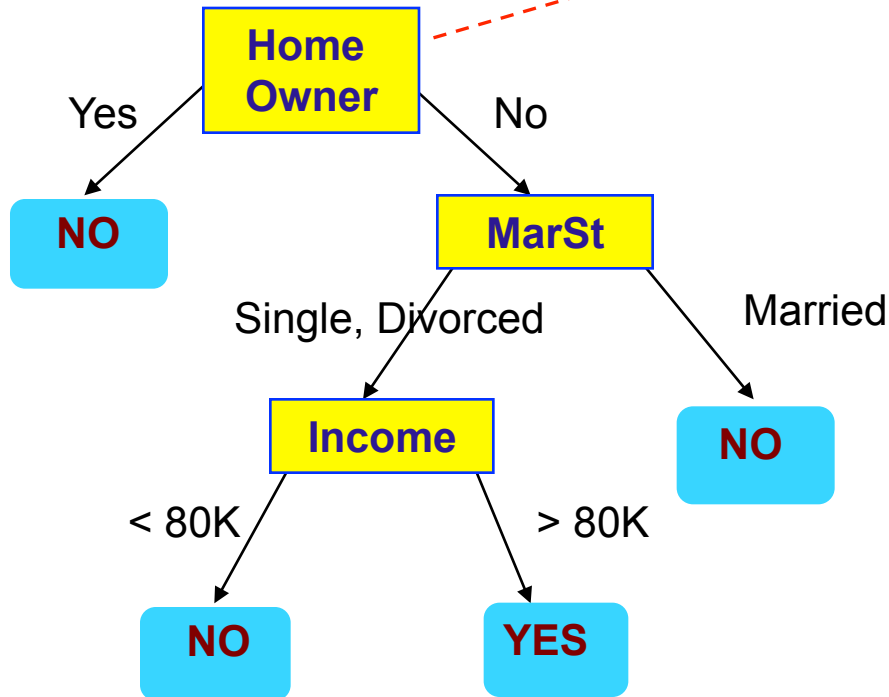 Home
Owner
Yes
No
NO
MarSt
Single, Divorced
Married
Income
NO
< 80K
> 80K
NO
YES